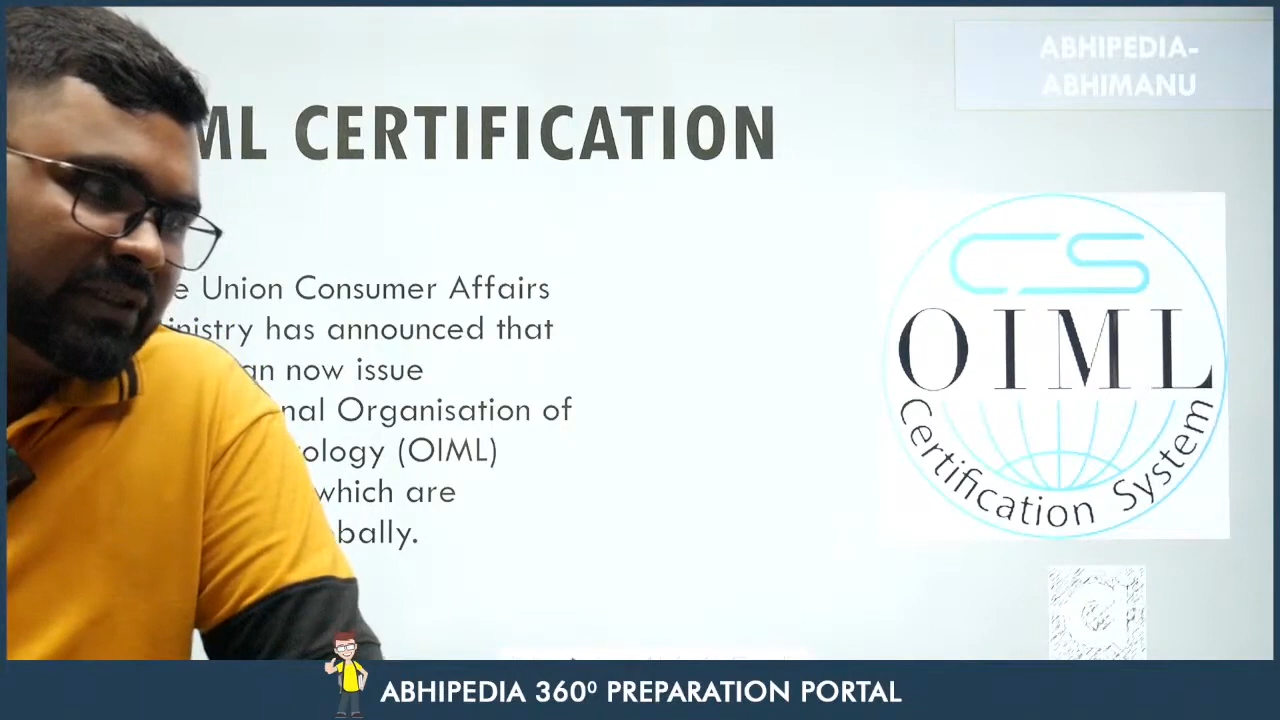 ABHIPEDIA-
ABHIMANU
ML CERTIFICATION
e Union Consumer Affairs
inistry has announced that
an now issue
nal Organisation of
ology (OIML)
which are
bally.
CS
OIML
Certification System
ABHIPEDIA 360⁰ PREPARATION PORTAL